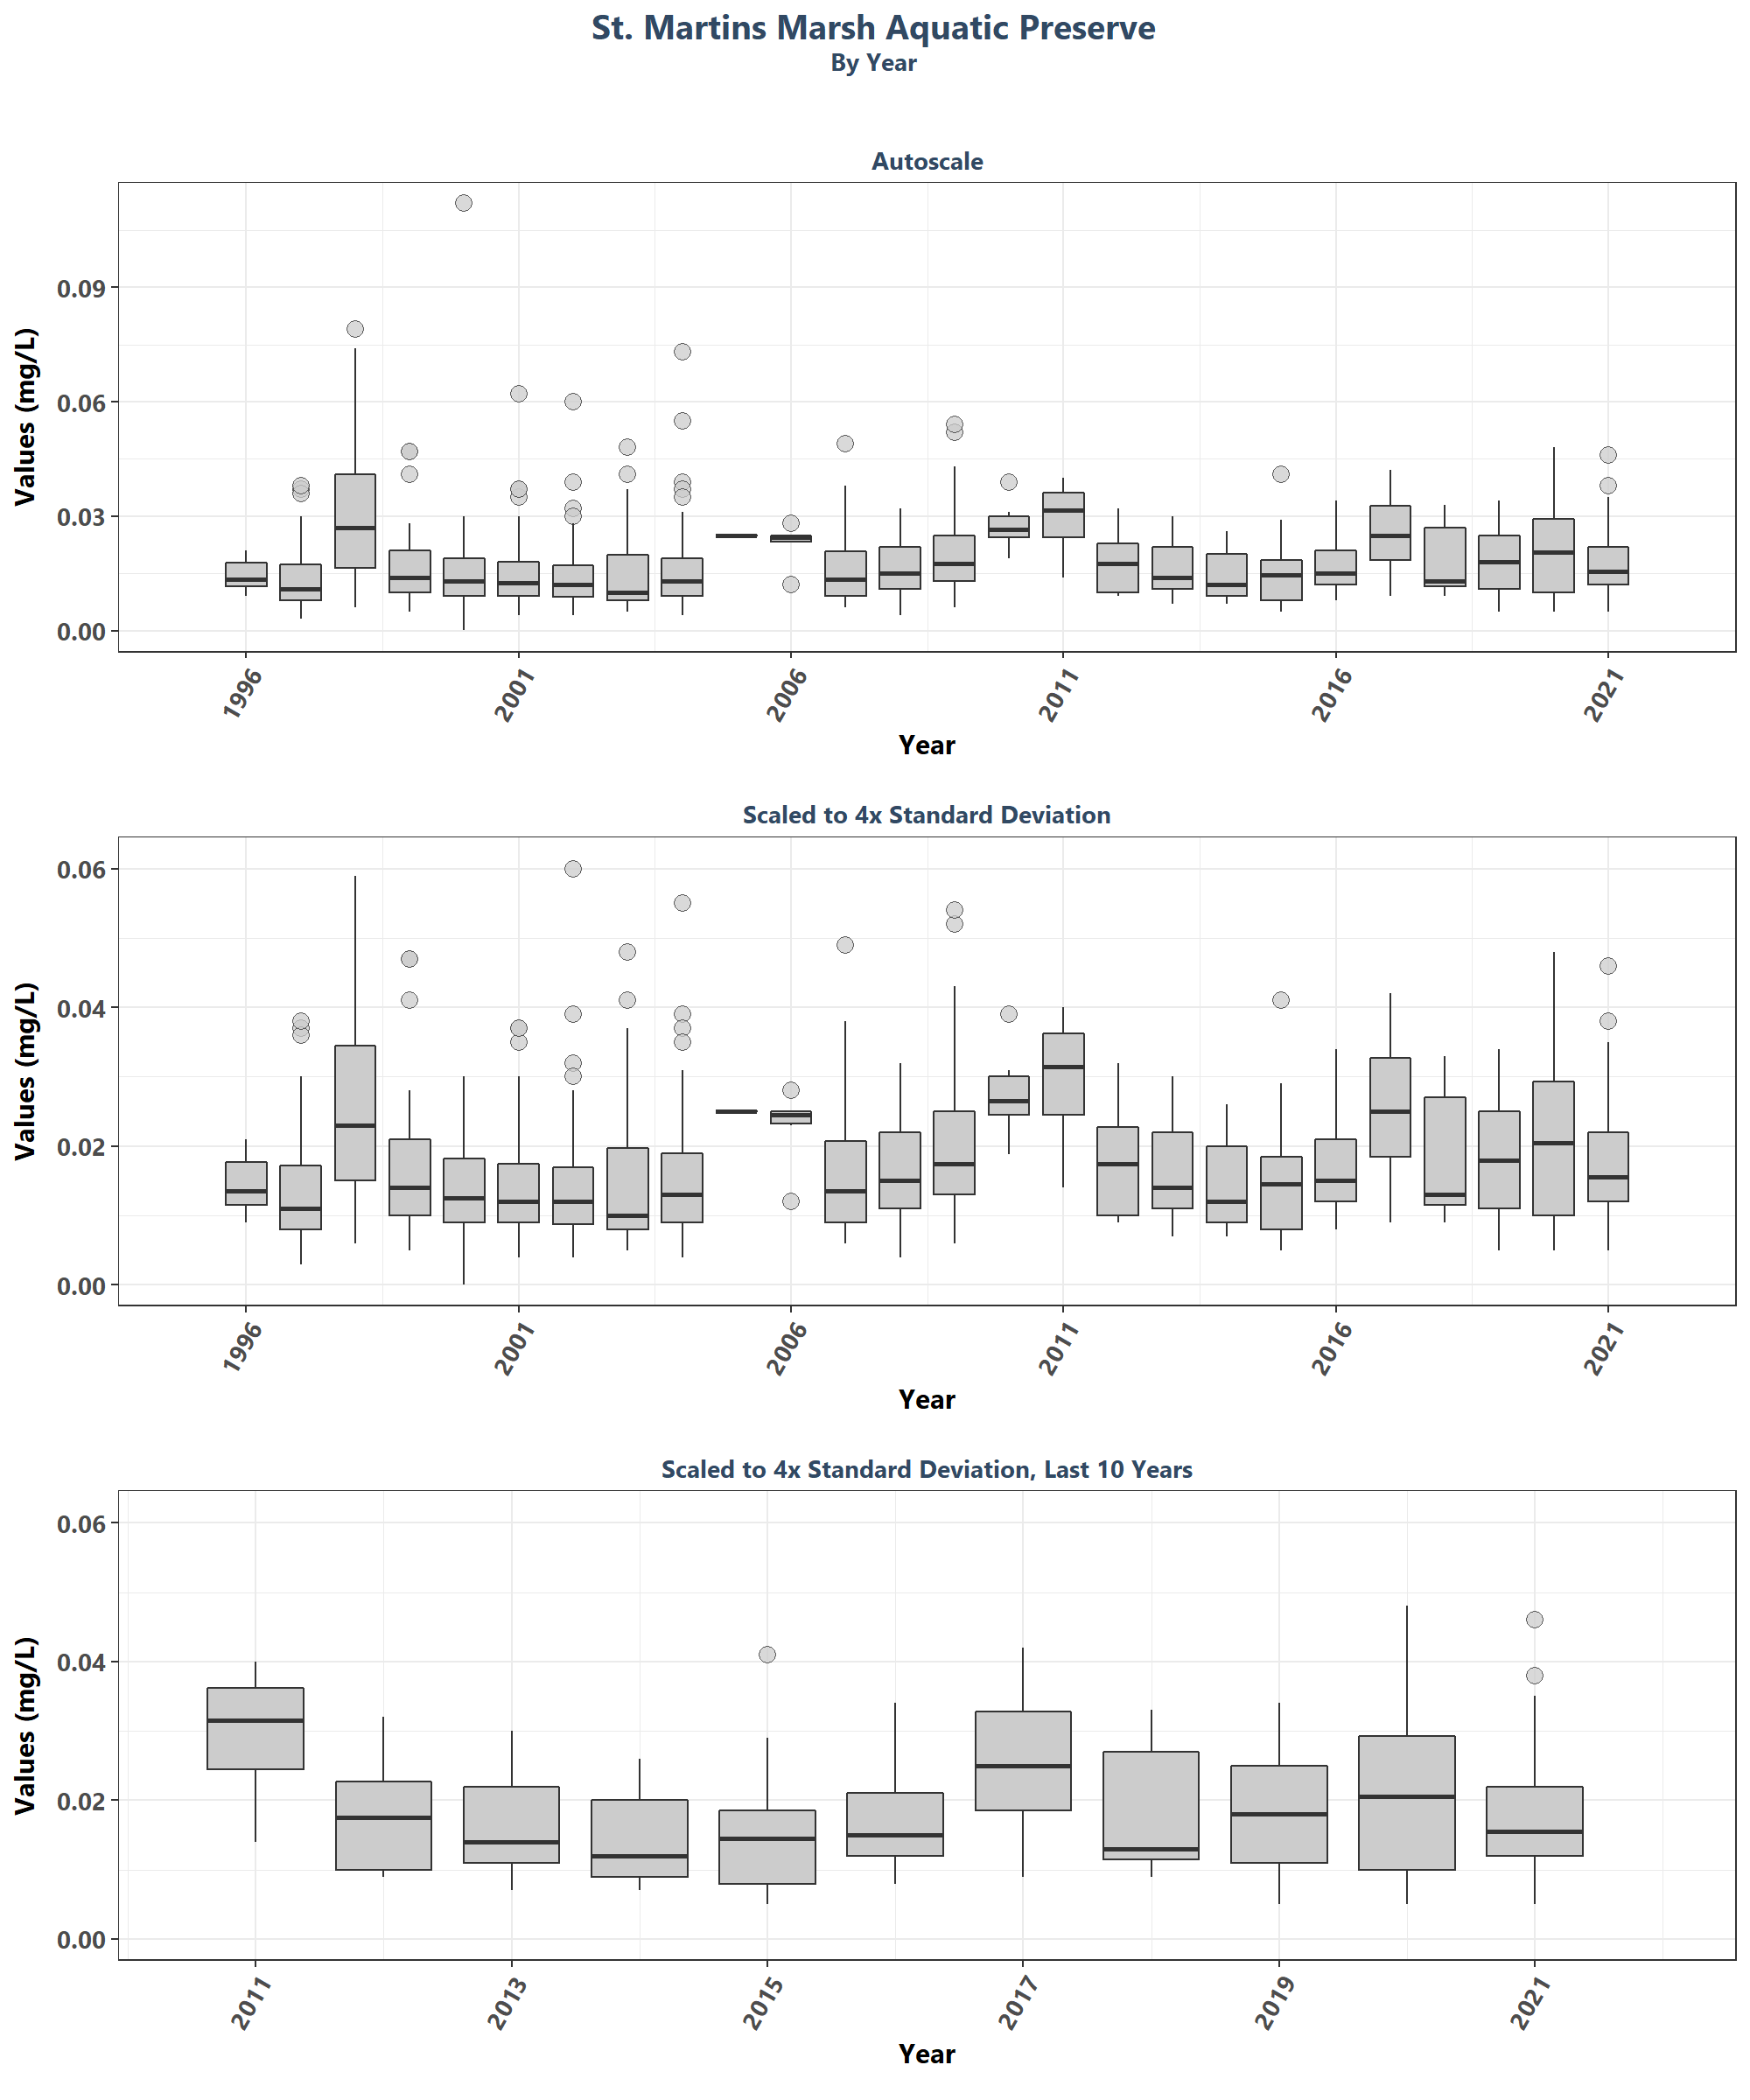 St. Martins Marsh Aquatic Preserve
By Year
Autoscale
Values (mg/L)
0.09
0.06
0.03
0.00
1996 2001 2006 2011 2016 2021
Year
Scaled to 4x Standard Deviation
Values (mg/L)
0.06
0.04
0.02
0.00
1996 2001 2006 2011 2016 2021
Year
Scaled to 4x Standard Deviation, Last 10 Years
Values (mg/L)
0.06
0.04
0.02
0.00
2011 2013 2015 2017 2019 2021
Year